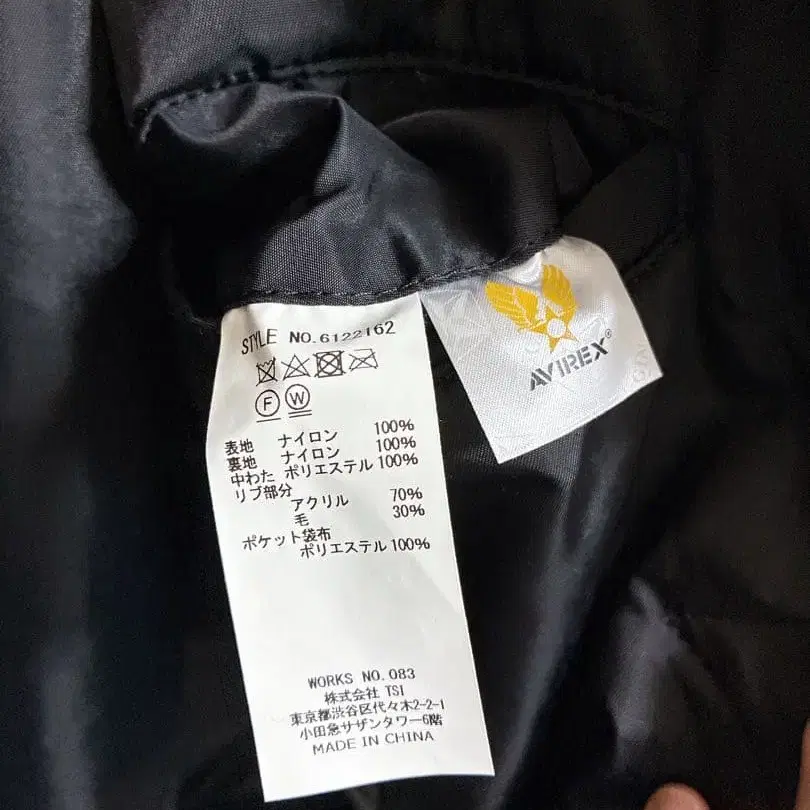 STYLE NO.6122162
F W
表地 ナイロン 100%
裏地 ナイロン 100%
中わた ポリエステル 100%
リブ部分
アクリル 70%
毛 30%
ポケット袋布
ポリエステル 100%
WORKS NO.083
株式会社 TSI
東京都渋谷区代々木2-2-1
小田急サザンタワー6階
MADE IN CHINA
AVIREX®